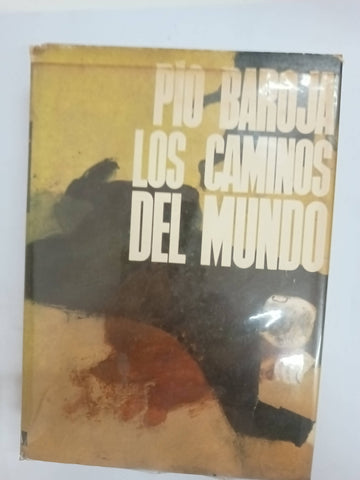 PÍO BAROJA
LOS CAMINOS
DEL MUNDO